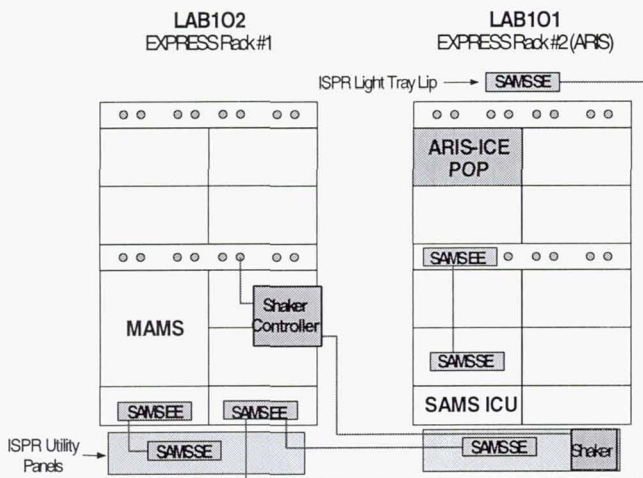 LAB1O2
EXPRESS Rack #1
LAB1O1
EXPRESS Rack #2 (ARIS)
ISPR Light Tray Lip
SAMSSE
ARIS-ICE
POP
SAMSEE
Shaker
Controller
MAMS
SAMSSE
SAMSEE
SAMSEE
SAMS ICU
ISPR Utility
Panels
SAMSSE
SAMSSE
Shaker